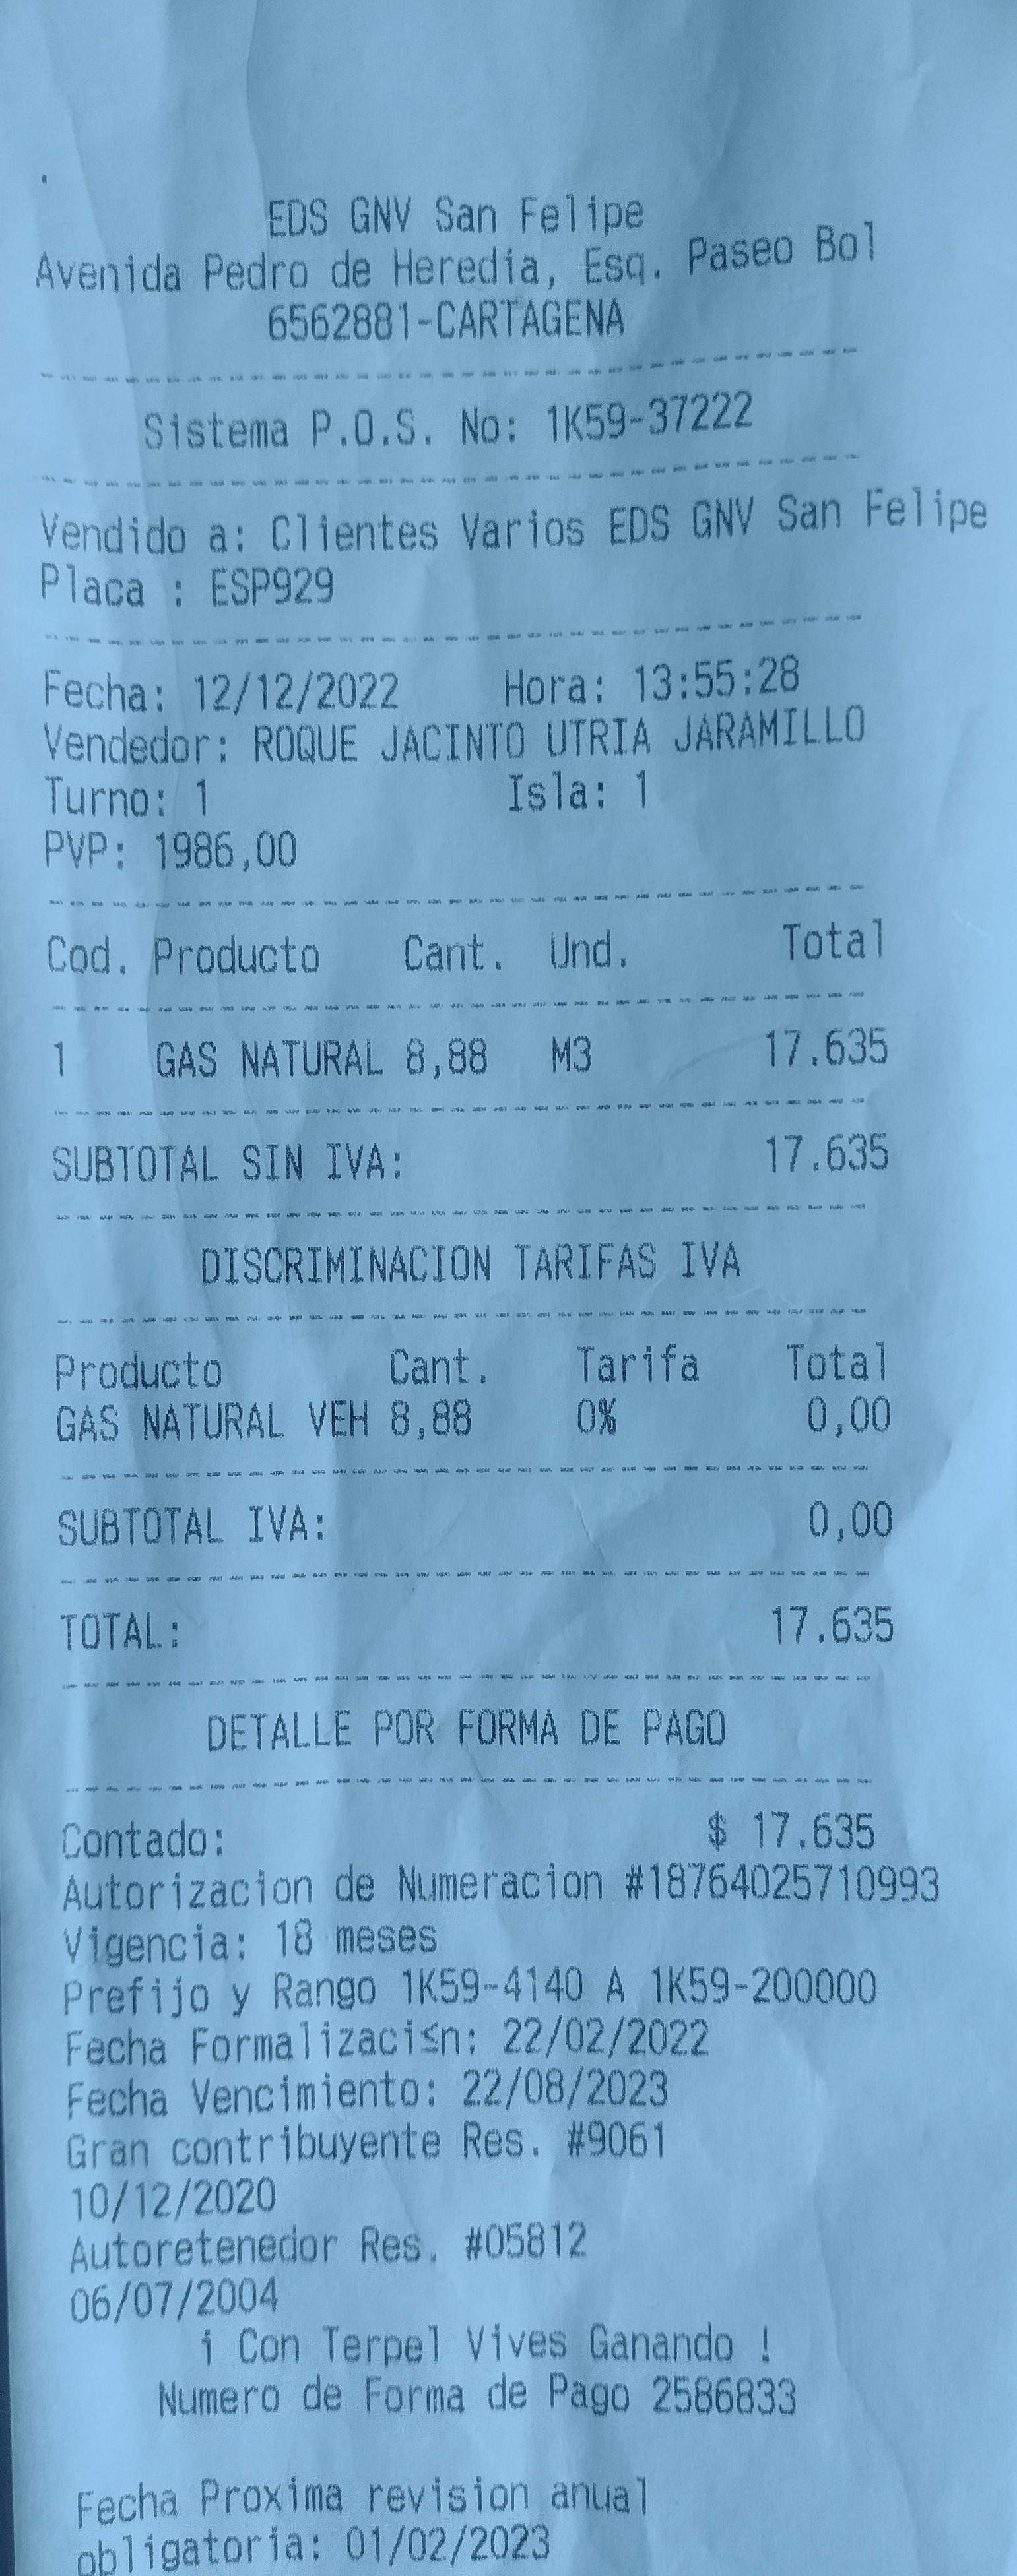 EDS GNV San Felipe
Avenida Pedro de Heredia, Esq. Paseo Bol
6562881-CARTAGENA
Sistema P.O.S. No: 1K59-37222
Vendido a: Clientes Varios EDS GNV San Felipe
Placa : ESP929
Fecha: 12/12/2022 Hora: 13:55:28
Vendedor: ROQUE JACINTO UTRIA JARAMILLO
Turno: 1 Isla: 1
PVP: 1986,00
Cod. Producto Cant. Und. Total
1 GAS NATURAL 8,88 M3 17.635
SUBTOTAL SIN IVA: 17.635
DISCRIMINACION TARIFAS IVA
Producto Cant. Tarifa Total
GAS NATURAL VEH 8,88 0% 0,00
SUBTOTAL IVA: 0,00
TOTAL: 17.635
DETALLE POR FORMA DE PAGO
Contado: $ 17.635
Autorizacion de Numeracion #18764025710993
Vigencia: 18 meses
Prefijo y Rango 1K59-4140 A 1K59-200000
Fecha Formalizaci≤n: 22/02/2022
Fecha Vencimiento: 22/08/2023
Gran contribuyente Res. #9061
10/12/2020
Autoretenedor Res. #05812
06/07/2004
¡ Con Terpel Vives Ganando !
Numero de Forma de Pago 2586833
Fecha Proxima revision anual
obligatoria: 01/02/2023